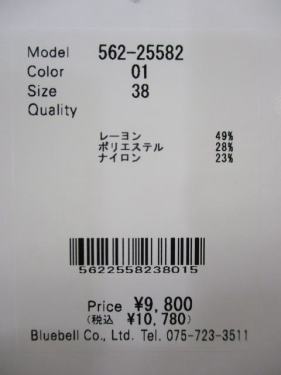 Model 562-25582
Color 01
Size 38
Quality
レーヨン 49%
ポリエステル 28%
ナイロン 23%
5622558238015
Price ¥9,800
(税込 ¥10,780)
Bluebell Co., Ltd. Tel. 075-723-3511